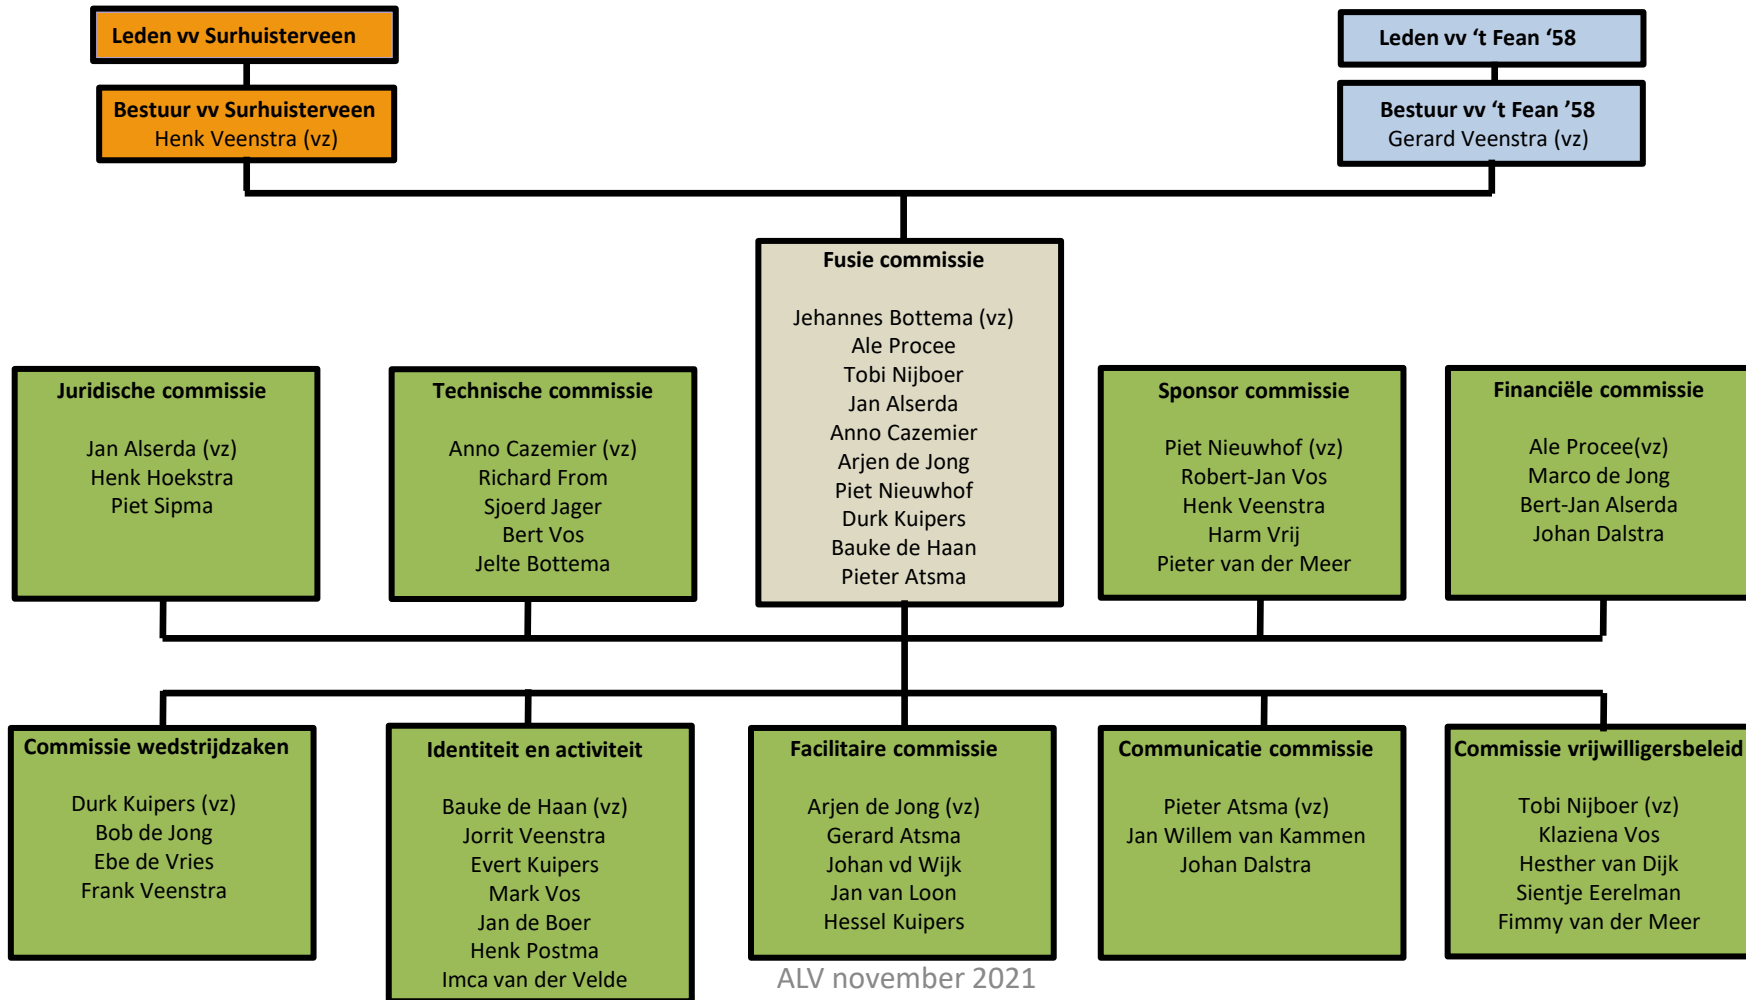 Leden vv Surhuisterveen
Leden vv ‘t Fean ‘58
Bestuur vv Surhuisterveen
Henk Veenstra (vz)
Bestuur vv ‘t Fean ’58
Gerard Veenstra (vz)
Fusie commissie
Jehannes Bottema (vz)
Ale Procee
Tobi Nijboer
Jan Alserda
Anno Cazemier
Arjen de Jong
Piet Nieuwhof
Durk Kuipers
Bauke de Haan
Pieter Atsma
Juridische commissie
Jan Alserda (vz)
Henk Hoekstra
Piet Sipma
Technische commissie
Anno Cazemier (vz)
Richard From
Sjoerd Jager
Bert Vos
Jelte Bottema
Sponsor commissie
Piet Nieuwhof (vz)
Robert-Jan Vos
Henk Veenstra
Harm Vrij
Pieter van der Meer
Financiële commissie
Ale Procee(vz)
Marco de Jong
Bert-Jan Alserda
Johan Dalstra
Commissie wedstrijdzaken
Durk Kuipers (vz)
Bob de Jong
Ebe de Vries
Frank Veenstra
Identiteit en activiteit
Bauke de Haan (vz)
Jorrit Veenstra
Evert Kuipers
Mark Vos
Jan de Boer
Henk Postma
Imca van der Velde
Facilitaire commissie
Arjen de Jong (vz)
Gerard Atsma
Johan vd Wijk
Jan van Loon
Hessel Kuipers
Communicatie commissie
Pieter Atsma (vz)
Jan Willem van Kammen
Johan Dalstra
Commissie vrijwilligersbeleid
Tobi Nijboer (vz)
Klaziena Vos
Hesther van Dijk
Sientje Eerelman
Fimmy van der Meer
ALV november 2021